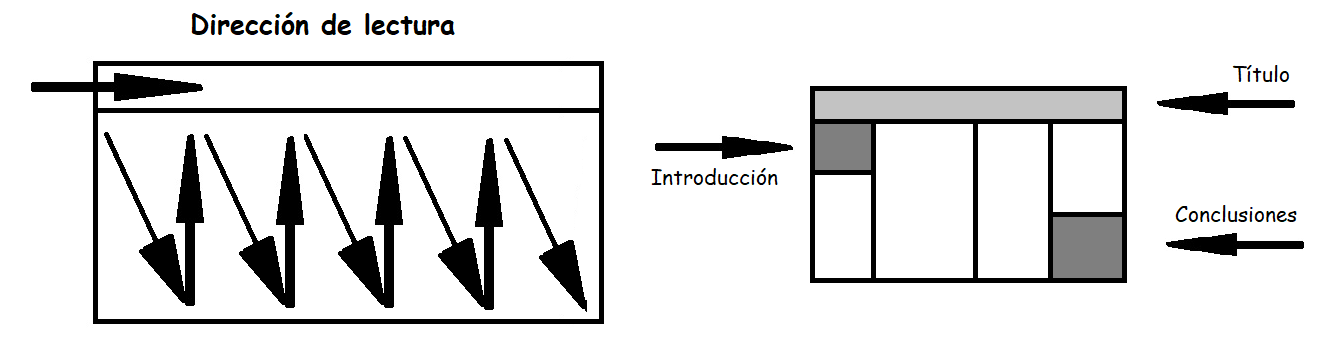 Dirección de lectura
Título
Introducción
Conclusiones